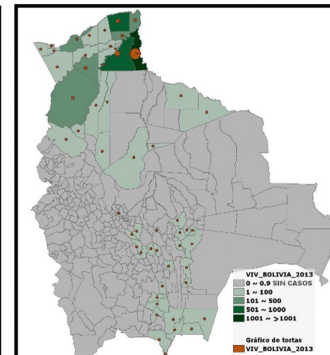 VIV_BOLIVIA_2013
0 ~ 0.9 SIN CASOS
1 ~ 100
101 ~ 500
501 ~ 1000
1001 ~ >1001
Gráfico de tortas
VIV_BOLIVIA_2013